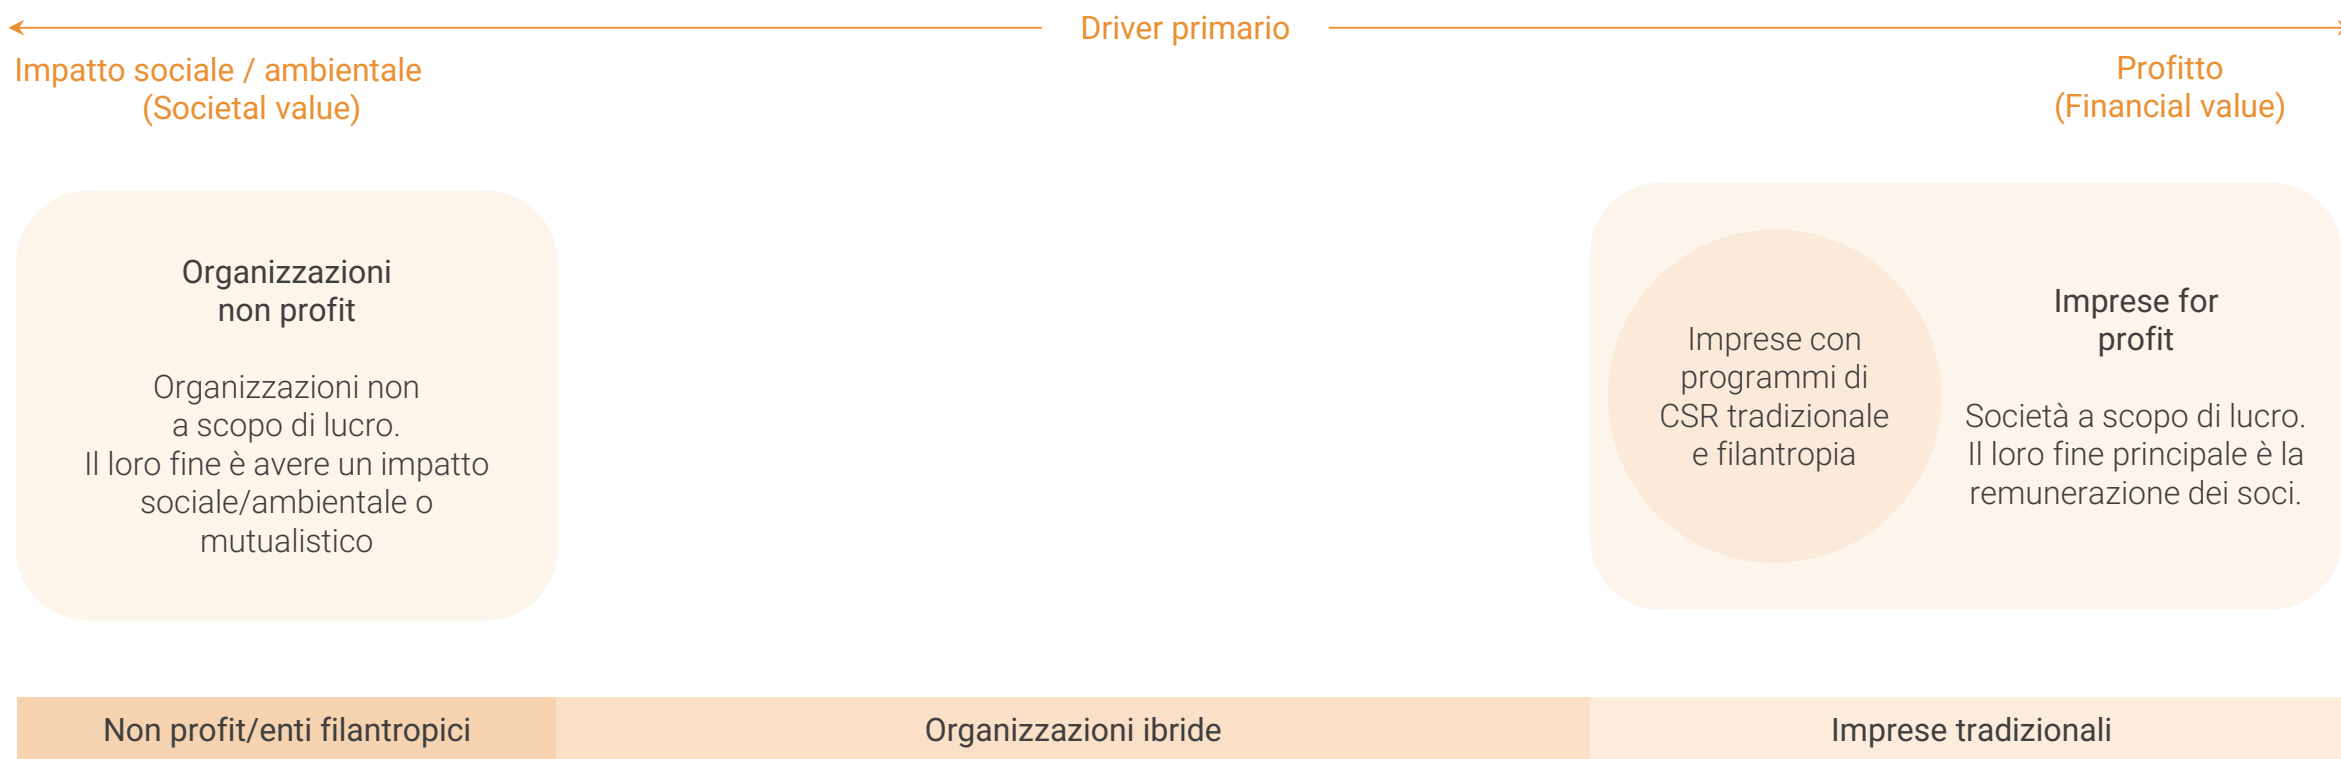 Driver primario
Impatto sociale / ambientale
(Societal value)
Profitto
(Financial value)
Organizzazioni
non profit
Organizzazioni non
a scopo di lucro.
Il loro fine è avere un impatto
sociale/ambientale o
mutualistico
Imprese con
programmi di
CSR tradizionale
e filantropia
Imprese for
profit
Società a scopo di lucro.
Il loro fine principale è la
remunerazione dei soci.
Non profit/enti filantropici
Organizzazioni ibride
Imprese tradizionali